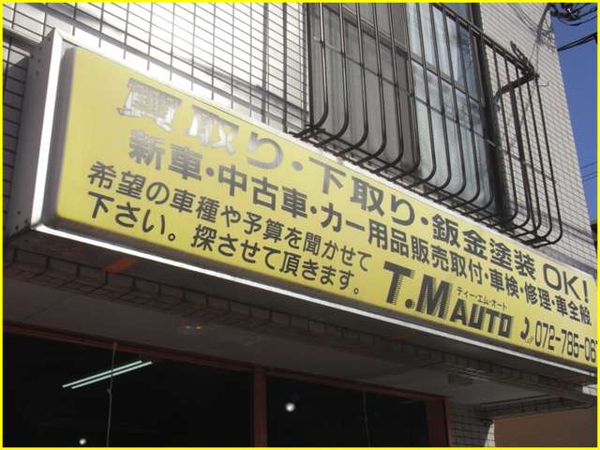 買取り・下取り・鈑金塗装OK!
新車・中古車・カー用品販売取付・車検・修理・車全般
希望の車種や予算を聞かせて
下さい。探させて頂きます。
ティー・エム・オート
T.M AUTO 072-785-06